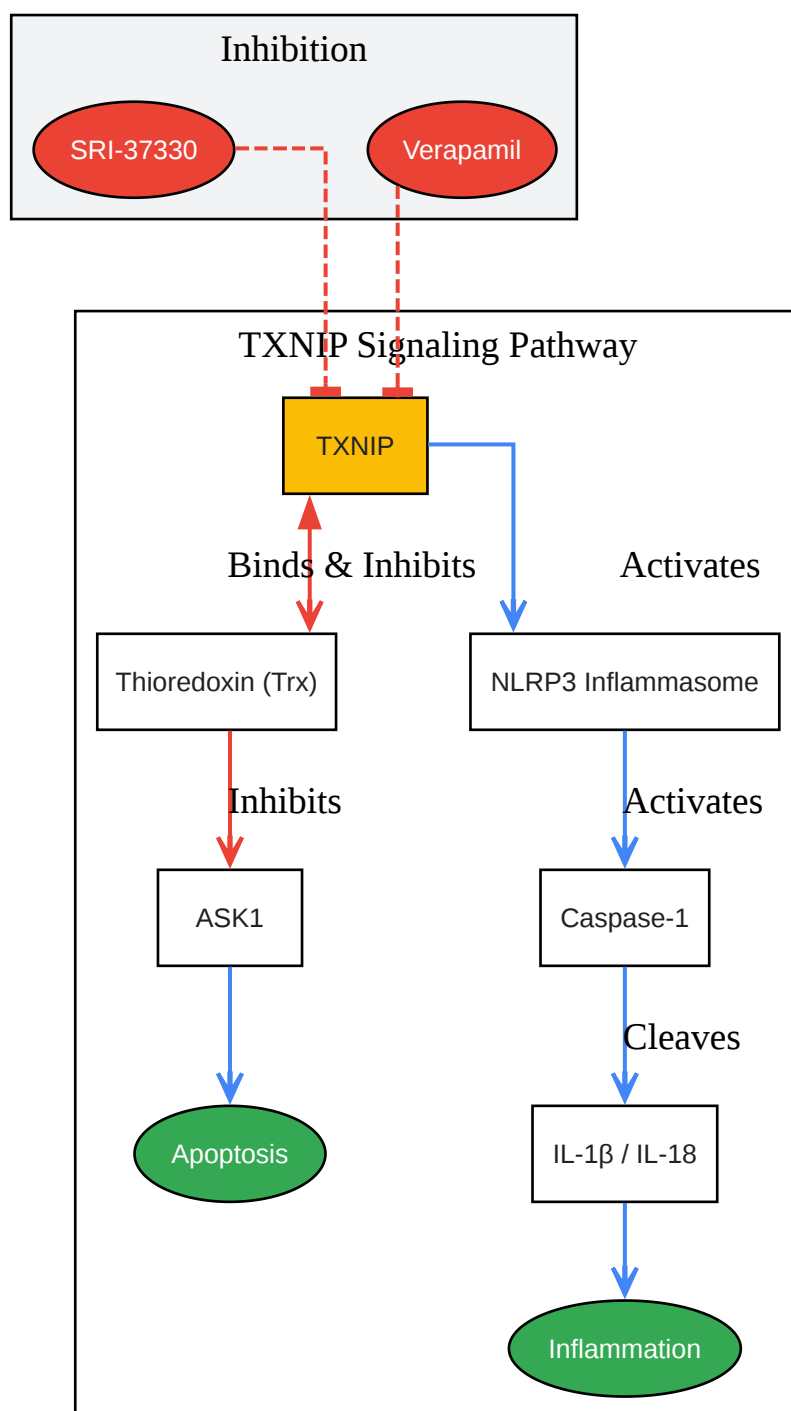 Inhibition
SRI-37330
Verapamil
TXNIP Signaling Pathway
TXNIP
Binds & Inhibits
Activates
Thioredoxin (Trx)
NLRP3 Inflammasome
Inhibits
Activates
ASK1
Caspase-1
Cleaves
Apoptosis
IL-1β / IL-18
Inflammation